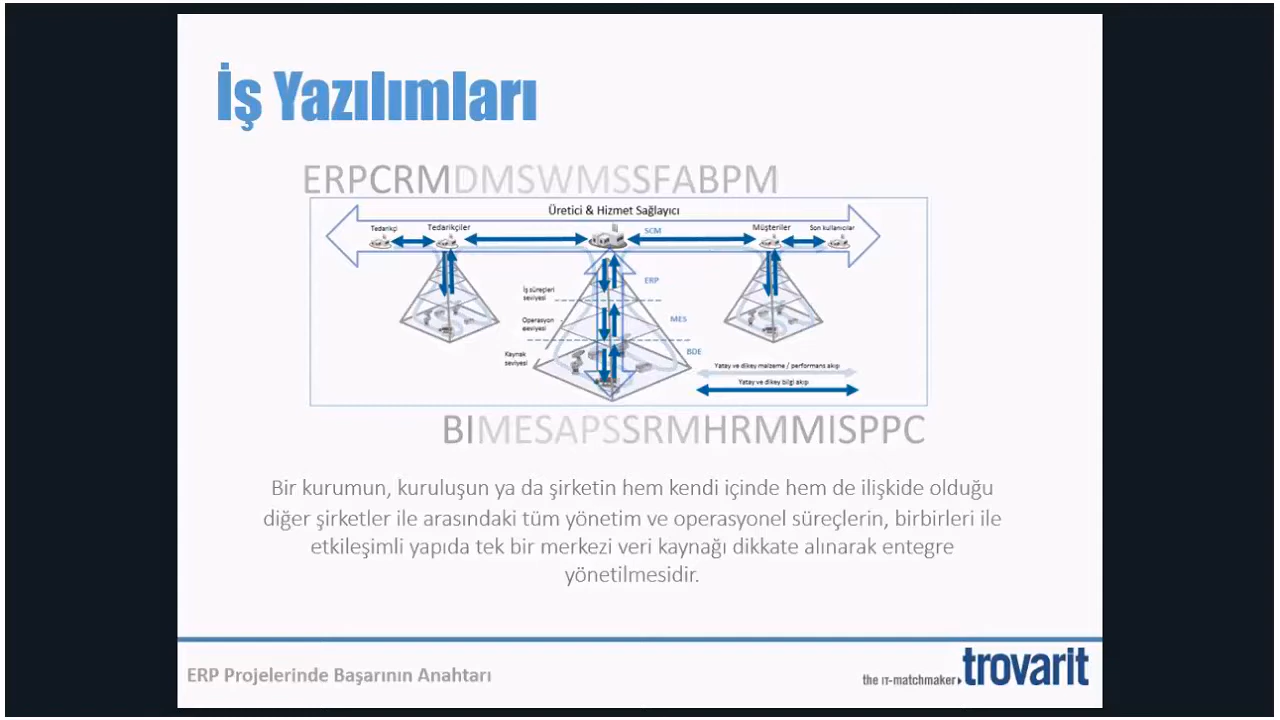 İş Yazılımları
ERPCRMDMSWMSSFABPM
Üretici & Hizmet Sağlayıcı
Tedarikçi
Tedarikçiler
SCM
Müşteriler
Son kullanıcılar
ERP
İş süreçleri
seviyesi
Operasyon
seviyesi
MES
Kaynak
seviyesi
BDE
Yatay ve dikey malzeme / performans akışı
Yatay ve dikey bilgi akışı
BIMESAPSSRMHRMMISPPC
Bir kurumun, kuruluşun ya da şirketin hem kendi içinde hem de ilişkide olduğu
diğer şirketler ile arasındaki tüm yönetim ve operasyonel süreçlerin, birbirleri ile
etkileşimli yapıda tek bir merkezi veri kaynağı dikkate alınarak entegre
yönetilmesidir.
ERP Projelerinde Başarının Anahtarı
the IT-matchmaker trovarit